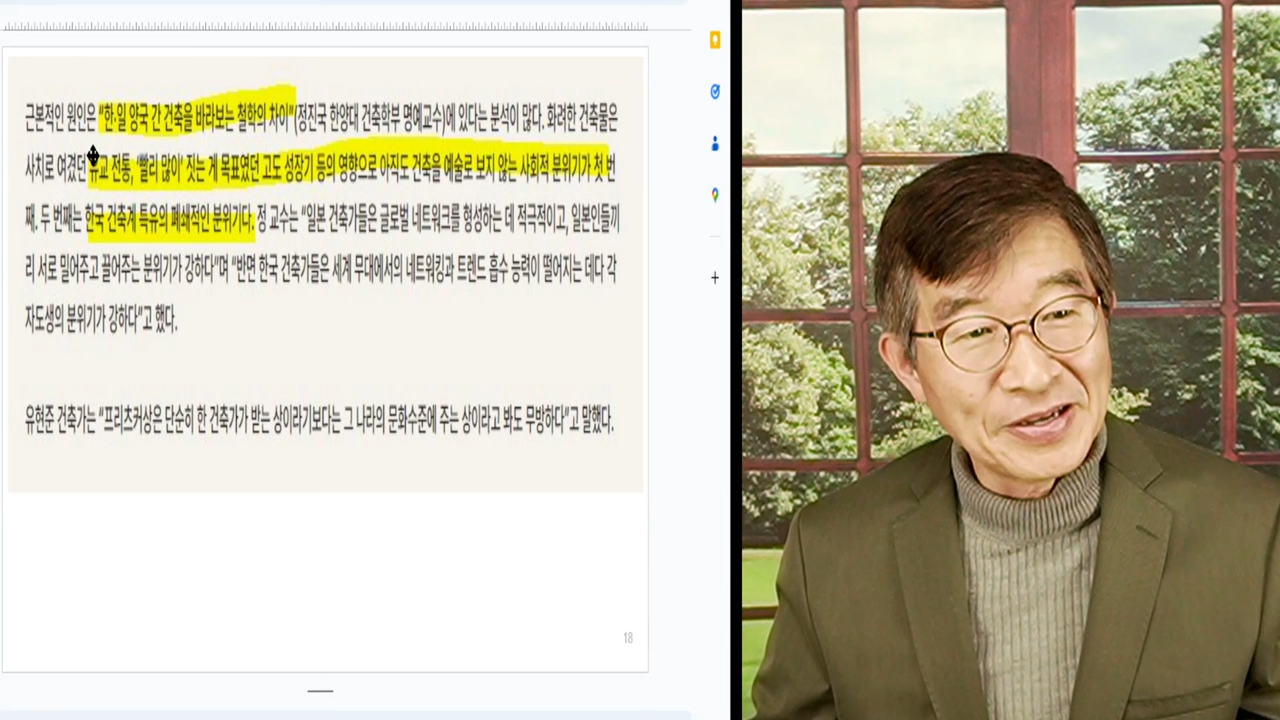 근본적인 원인은 “한·일 양국 간 건축을 바라보는 철학의 차이”(정진국 한양대 건축학부 명예교수)에 있다는 분석이 많다. 화려한 건축물은
사치로 여겼던 유교 전통, ‘빨리 많이’ 짓는 게 목표였던 고도 성장기 등의 영향으로 아직도 건축을 예술로 보지 않는 사회적 분위기가 첫 번
째. 두 번째는 한국 건축계 특유의 폐쇄적인 분위기다. 정 교수는 “일본 건축가들은 글로벌 네트워크를 형성하는 데 적극적이고, 일본인들끼
리 서로 밀어주고 끌어주는 분위기가 강하다”며 “반면 한국 건축가들은 세계 무대에서의 네트워킹과 트렌드 흡수 능력이 떨어지는 데다 각
자도생의 분위기가 강하다”고 했다.
유현준 건축가는 “프리츠커상은 단순히 한 건축가가 받는 상이라기보다는 그 나라의 문화수준에 주는 상이라고 봐도 무방하다”고 말했다.
18